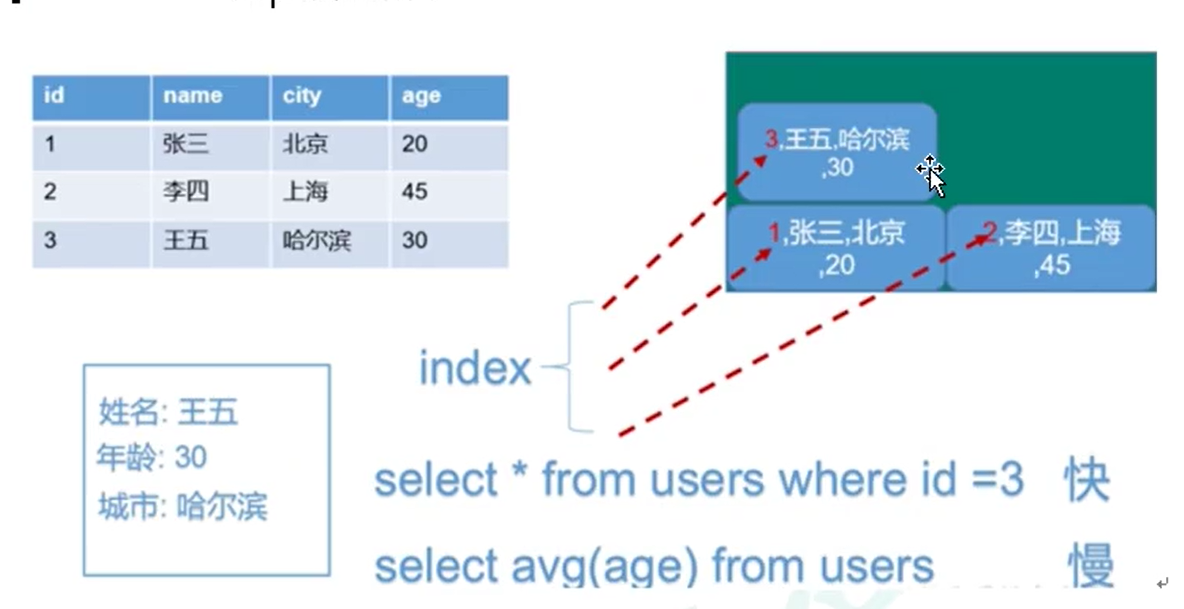 id name city age
1 张三 北京 20
2 李四 上海 45
3 王五 哈尔滨 30
3,王五,哈尔滨
,30
1,张三,北京
,20
2,李四,上海
,45
index
姓名: 王五
年龄: 30
城市: 哈尔滨
select * from users where id =3 快
select avg(age) from users 慢